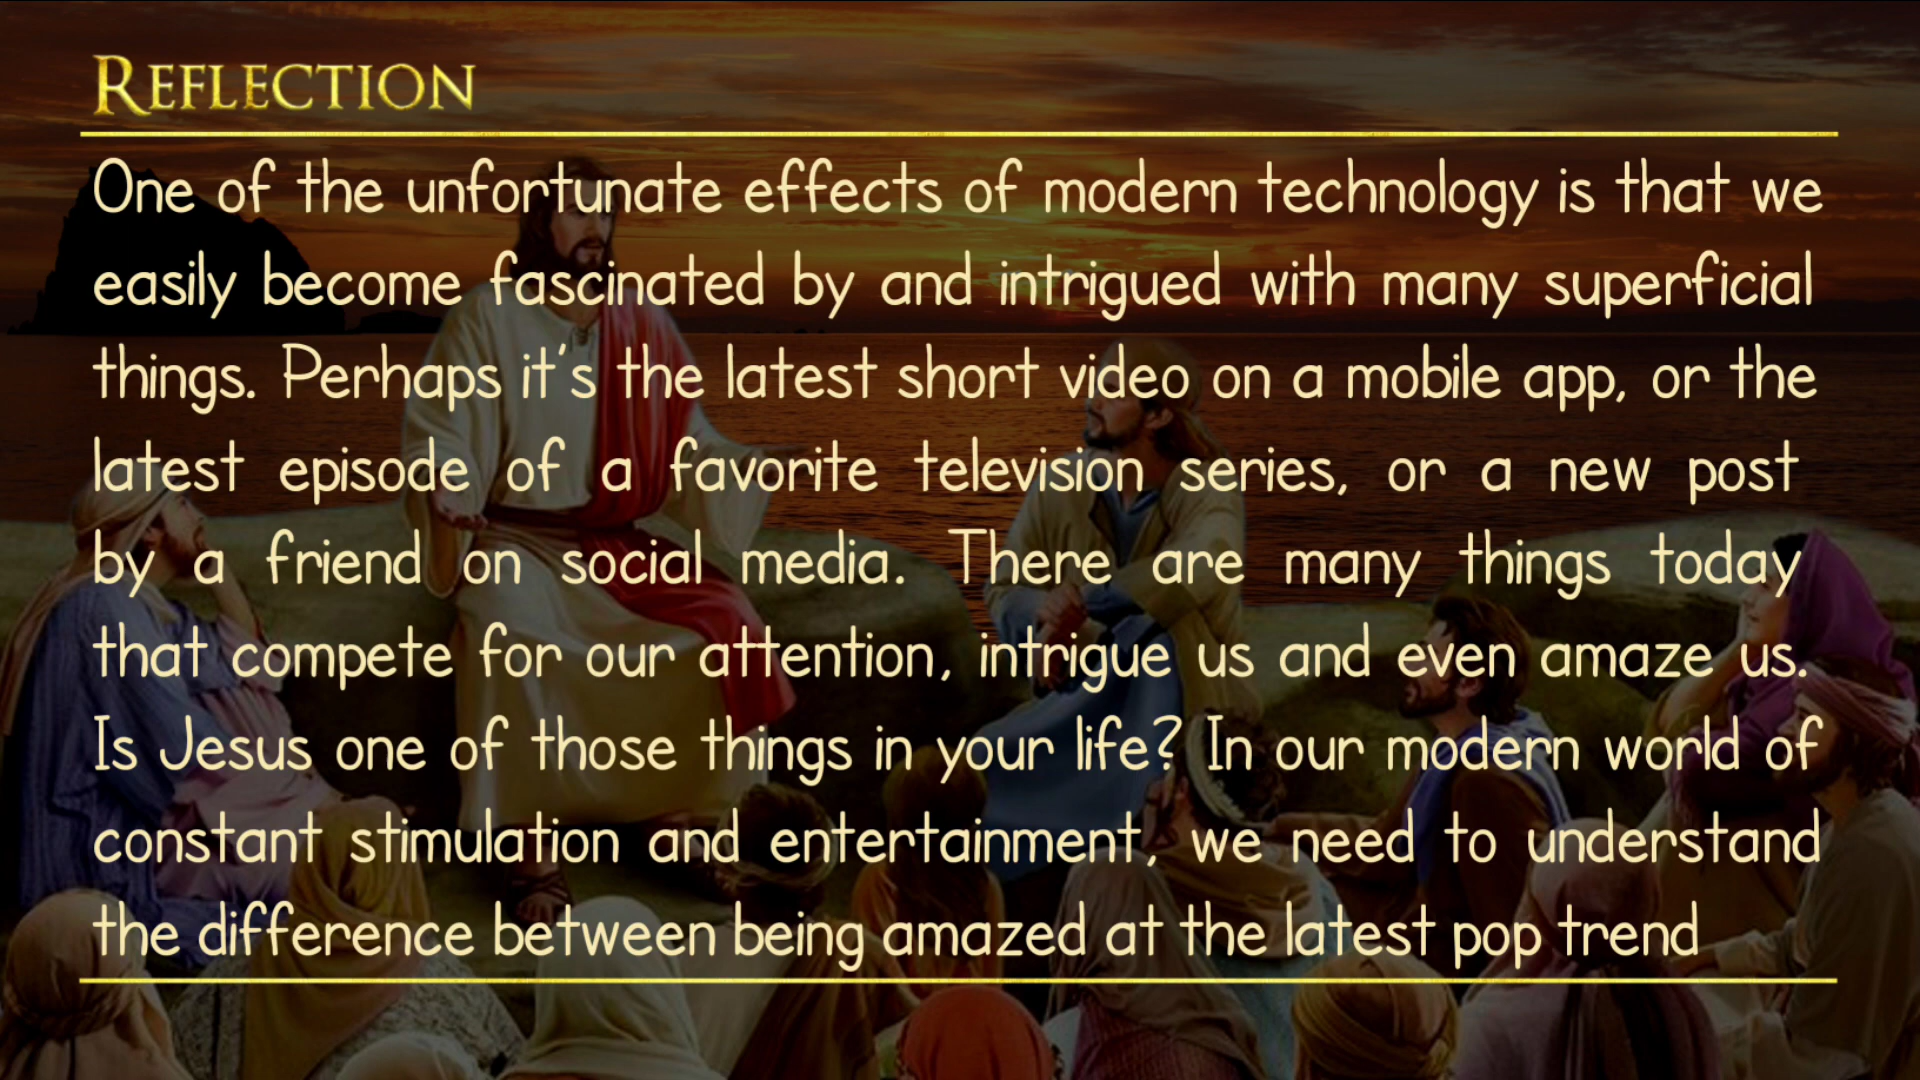 REFLECTION
One of the unfortunate effects of modern technology is that we
easily become fascinated by and intrigued with many superficial
things. Perhaps it's the latest short video on a mobile app, or the
latest episode of a favorite television series, or a new post
by a friend on social media. There are many things today
that compete for our attention, intrigue us and even amaze us.
Is Jesus one of those things in your life? In our modern world of
constant stimulation and entertainment, we need to understand
the difference between being amazed at the latest pop trend